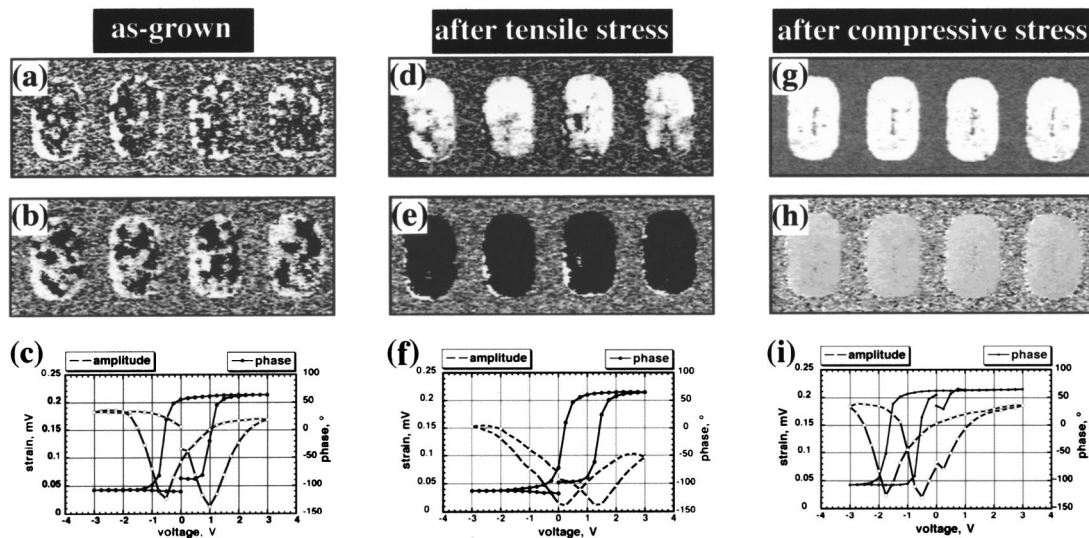 as-grown
after tensile stress
after compressive stress
(a)
(d)
(g)
(b)
(e)
(h)
(c)
amplitude
phase
0.25
0.2
0.15
0.1
0.05
0
100
50
0
-50
-100
-150
-4 -3 -2 -1 0 1 2 3 4
strain, mV
phase, °
voltage, V
(f)
amplitude
phase
0.25
0.2
0.15
0.1
0.05
0
100
50
0
-50
-100
-150
-4 -3 -2 -1 0 1 2 3 4
strain, mV
phase, °
voltage, V
(i)
amplitude
phase
0.25
0.2
0.15
0.1
0.05
0
100
50
0
-50
-100
-150
-4 -3 -2 -1 0 1 2 3 4
strain, mV
phase, °
voltage, V